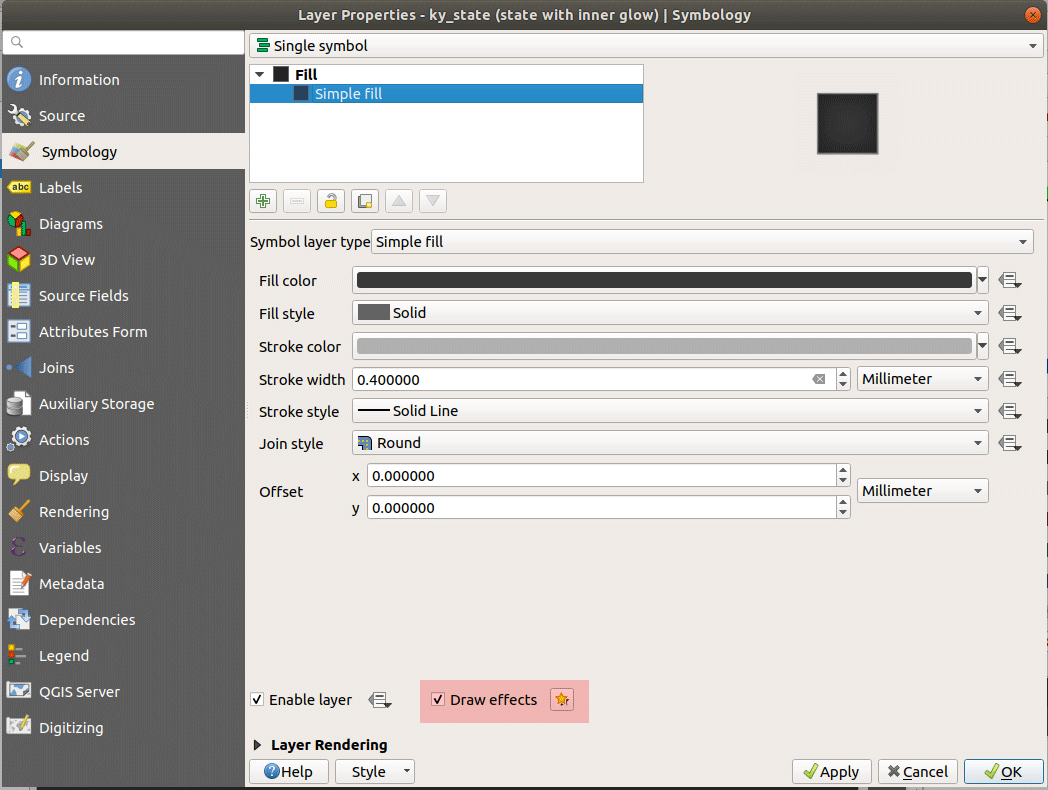 Layer Properties - ky_state (state with inner glow) | Symbology
Single symbol
Information
Source
Symbology
Labels
Diagrams
3D View
Source Fields
Attributes Form
Joins
Auxiliary Storage
Actions
Display
Rendering
Variables
Metadata
Dependencies
Legend
QGIS Server
Digitizing
Fill
Simple fill
Symbol layer type Simple fill
Fill color
Fill style Solid
Stroke color
Stroke width 0.400000 Millimeter
Stroke style Solid Line
Join style Round
Offset
x 0.000000
y 0.000000
Millimeter
Enable layer
Draw effects
Layer Rendering
Help Style Apply Cancel OK
abc